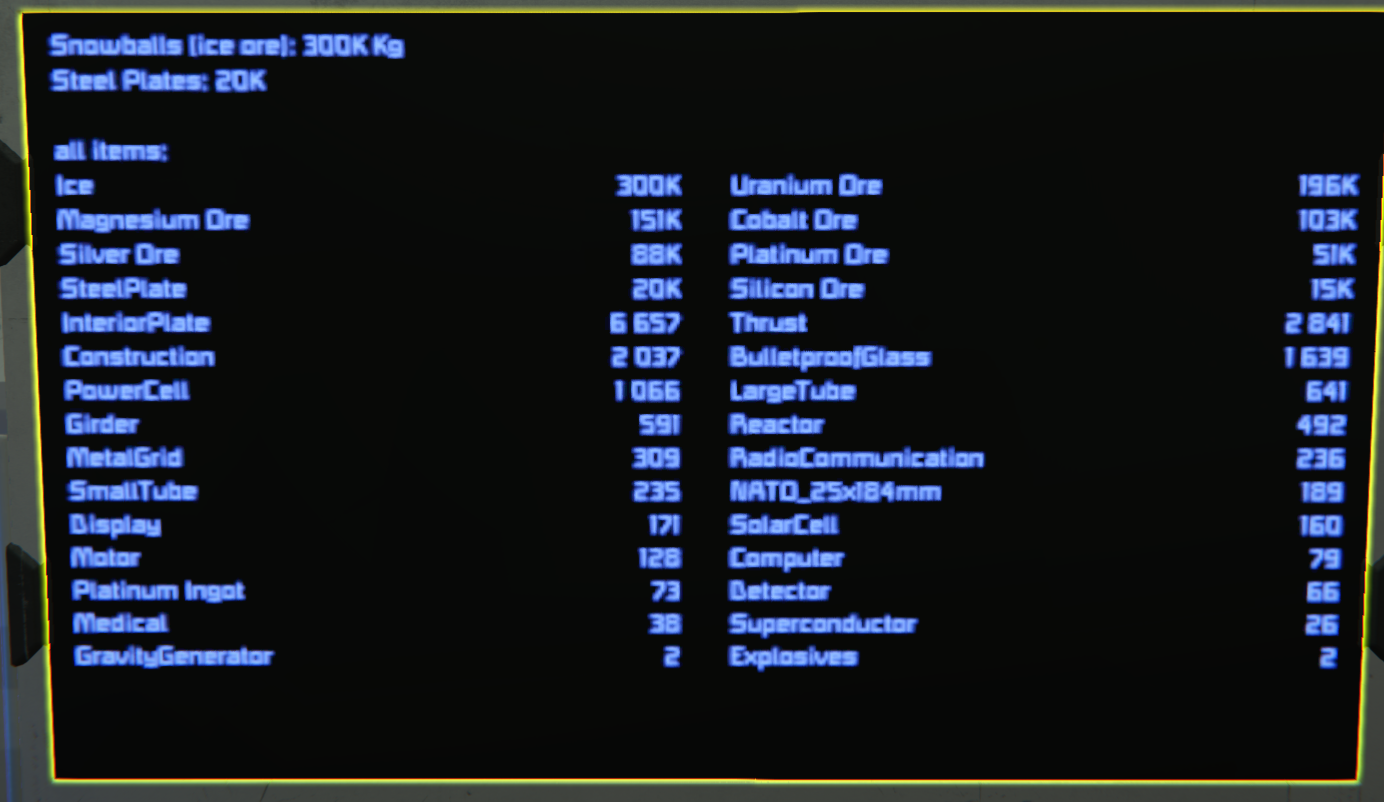 Snowballs (ice ore): 300K Kg
Steel Plates: 20K
all items:
Ice 300K Uranium Ore 196K
Magnesium Ore 151K Cobalt Ore 103K
Silver Ore 88K Platinum Ore 51K
SteelPlate 20K Silicon Ore 15K
InteriorPlate 6 657 Thrust 2 841
Construction 2 037 BulletproofGlass 1 639
PowerCell 1 066 LargeTube 641
Girder 591 Reactor 492
MetalGrid 309 RadioCommunication 236
SmallTube 235 NATO_25x184mm 189
Display 171 SolarCell 160
Motor 128 Computer 79
Platinum Ingot 73 Detector 66
Medical 38 Superconductor 26
GravityGenerator 2 Explosives 2